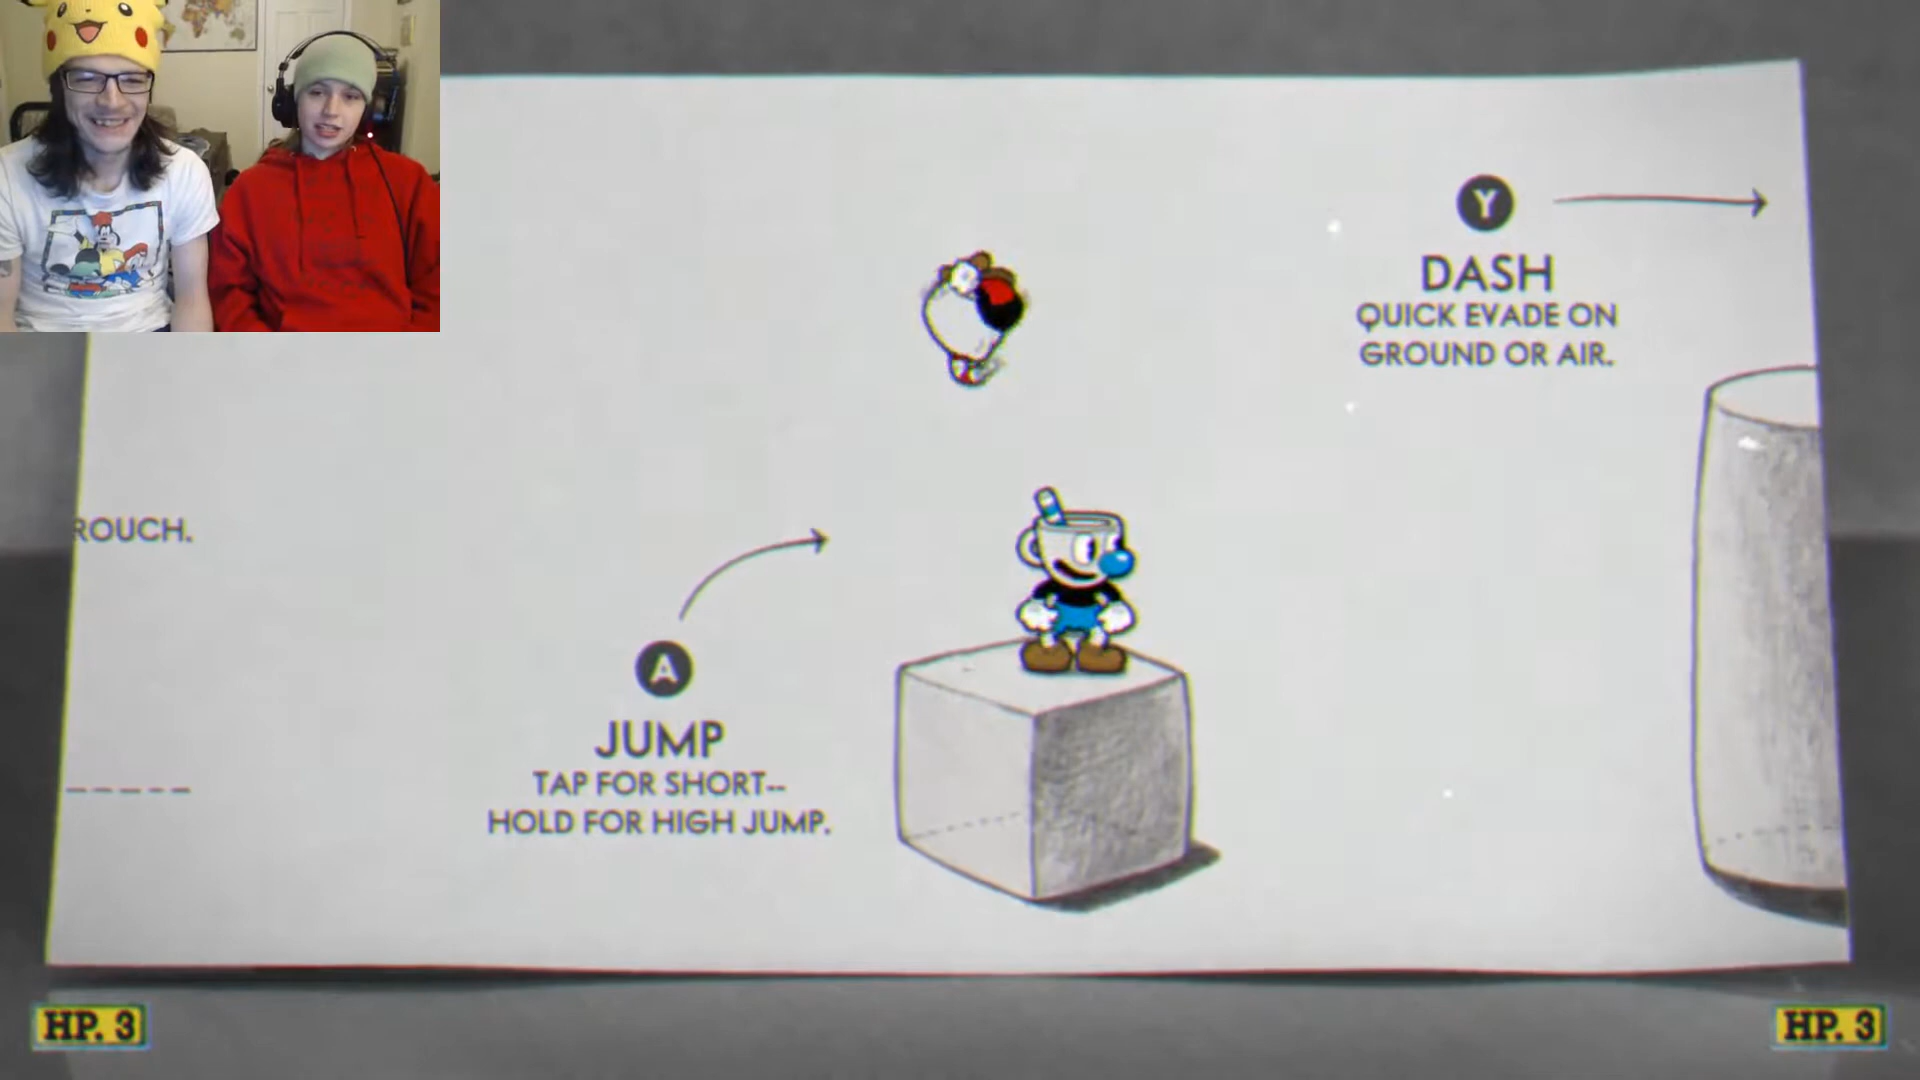 Y
DASH
QUICK EVADE ON
GROUND OR AIR.
ROUCH.
A
JUMP
TAP FOR SHORT--
HOLD FOR HIGH JUMP.
HP. 3
HP. 3